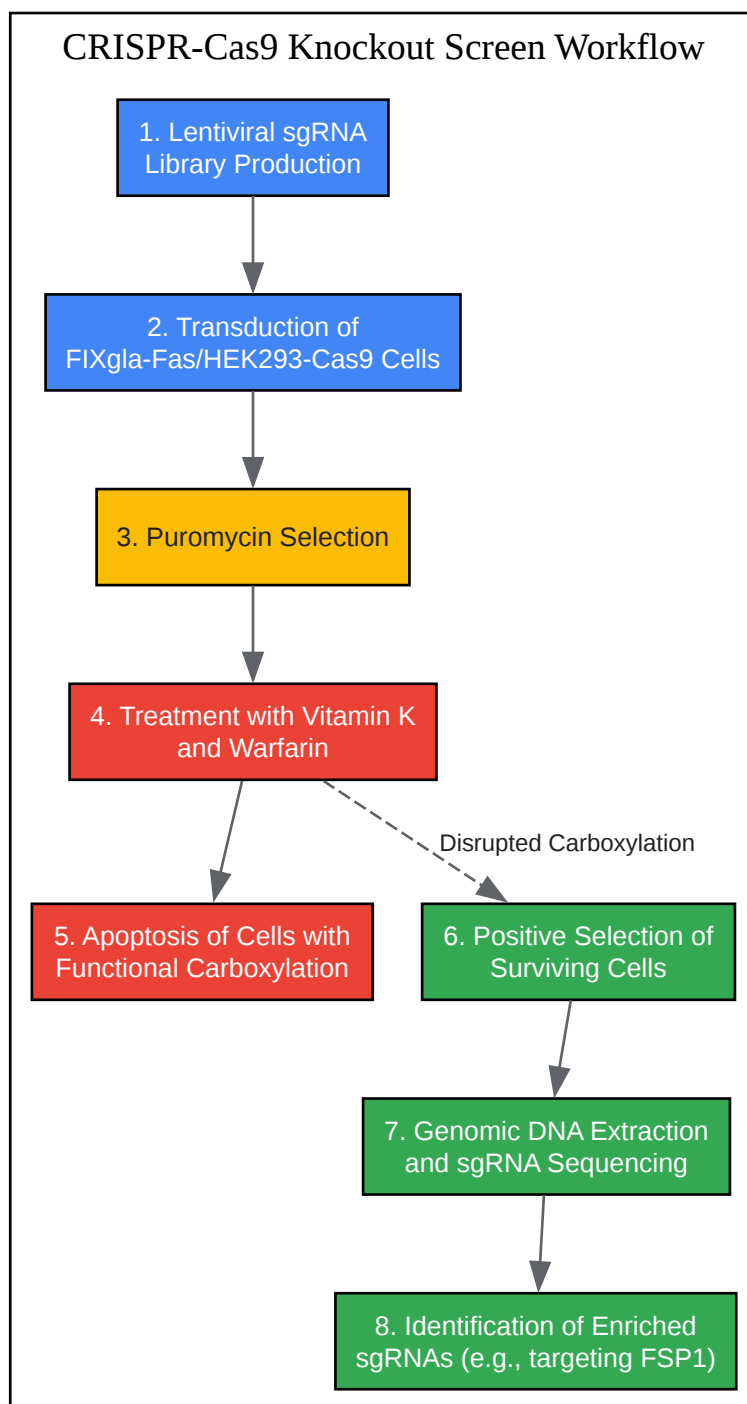 CRISPR-Cas9 Knockout Screen Workflow
1. Lentiviral sgRNA
Library Production
2. Transduction of
FIXgla-Fas/HEK293-Cas9 Cells
3. Puromycin Selection
4. Treatment with Vitamin K
and Warfarin
Disrupted Carboxylation
5. Apoptosis of Cells with
Functional Carboxylation
6. Positive Selection of
Surviving Cells
7. Genomic DNA Extraction
and sgRNA Sequencing
8. Identification of Enriched
sgRNAs (e.g., targeting FSP1)